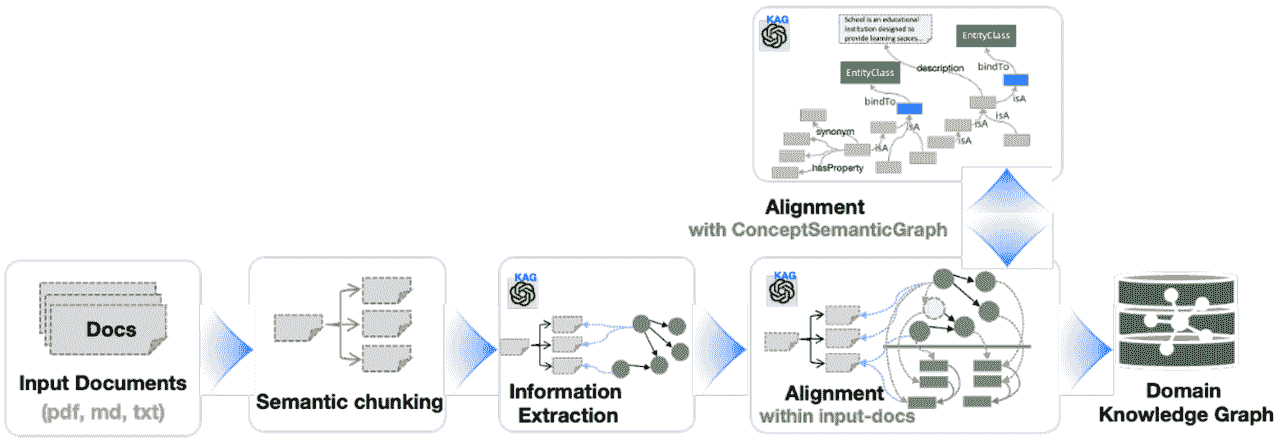 KAG
School is an educational
institution designed to
provide learning spaces...
EntityClass
EntityClass
description
bindTo
bindTo
isA
isA
isA
isA
isA
isA
synonym
hasProperty
Alignment
with ConceptSemanticGraph
Docs
Input Documents
(pdf, md, txt)
Semantic chunking
KAG
Information
Extraction
KAG
Alignment
within input-docs
Domain
Knowledge Graph